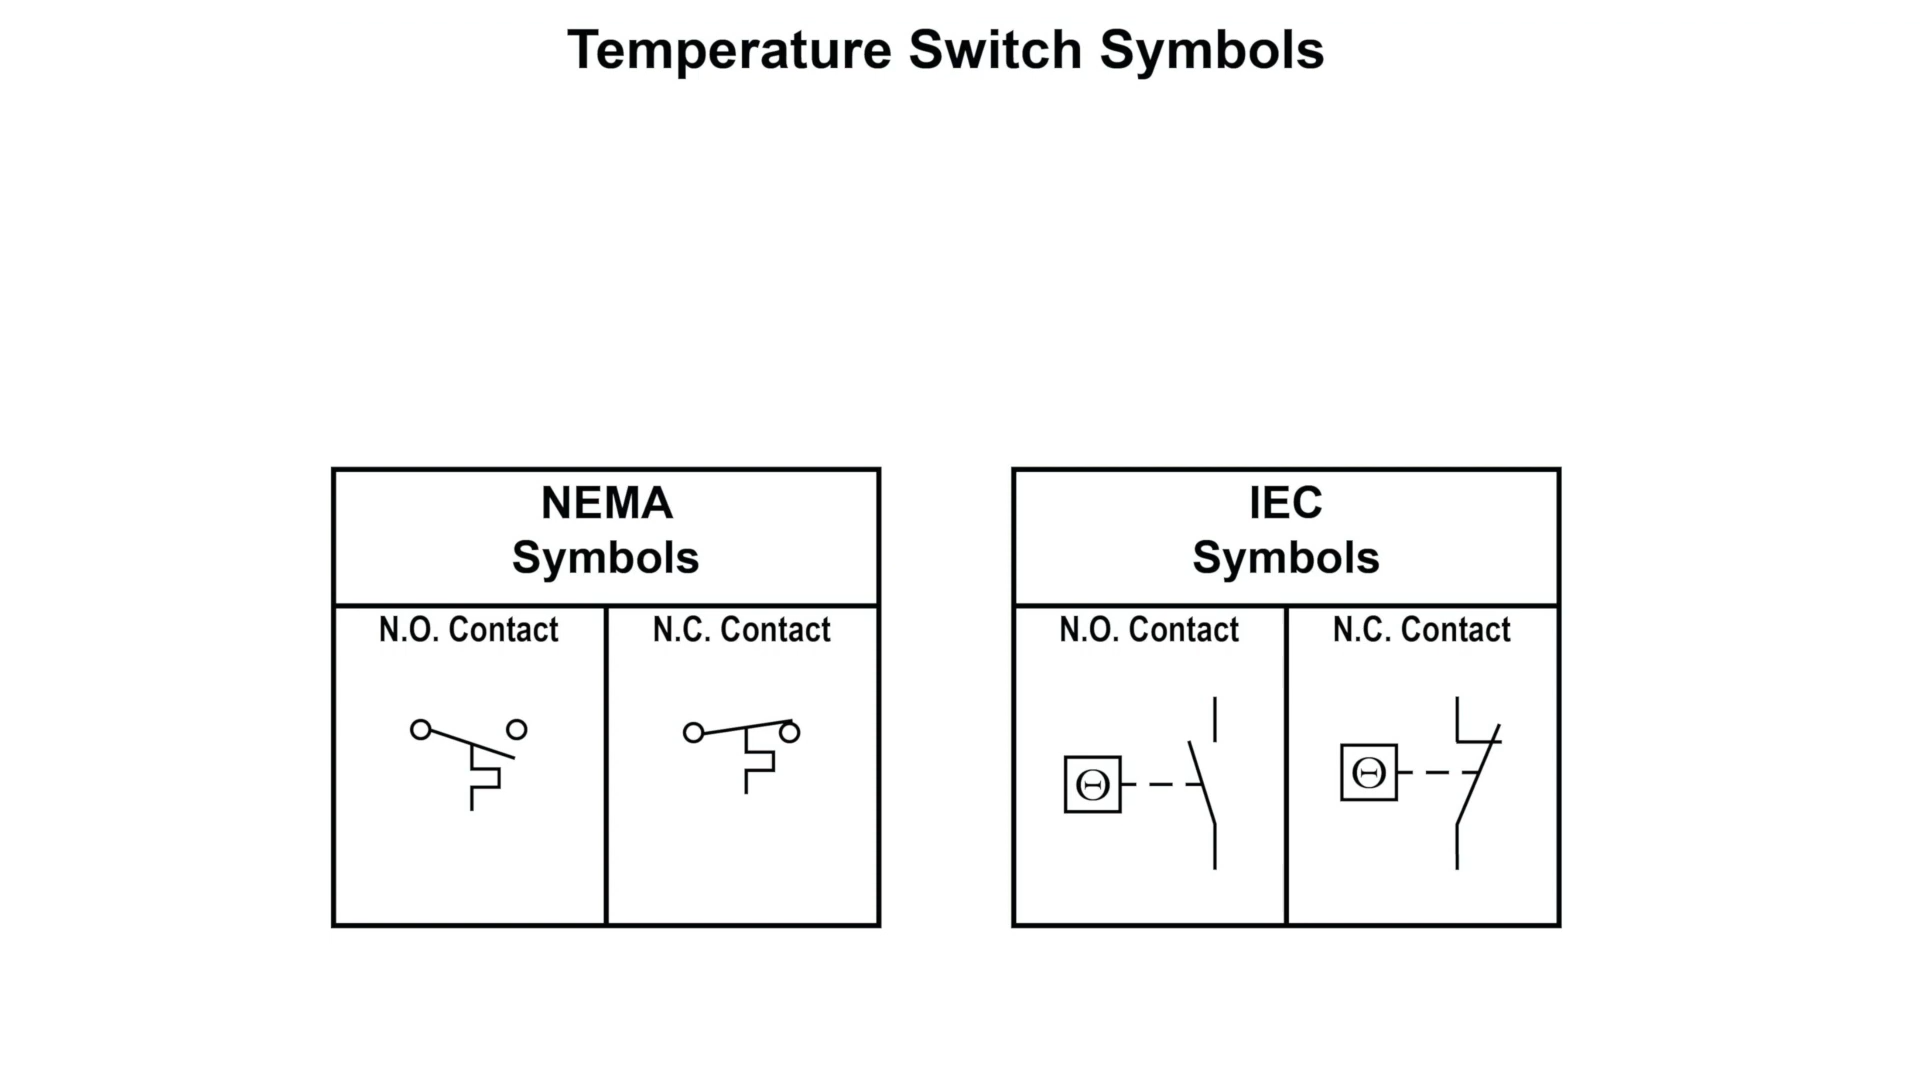 Temperature Switch Symbols
NEMA
Symbols
N.O. Contact
N.C. Contact
Θ
IEC
Symbols
N.O. Contact
N.C. Contact
Θ